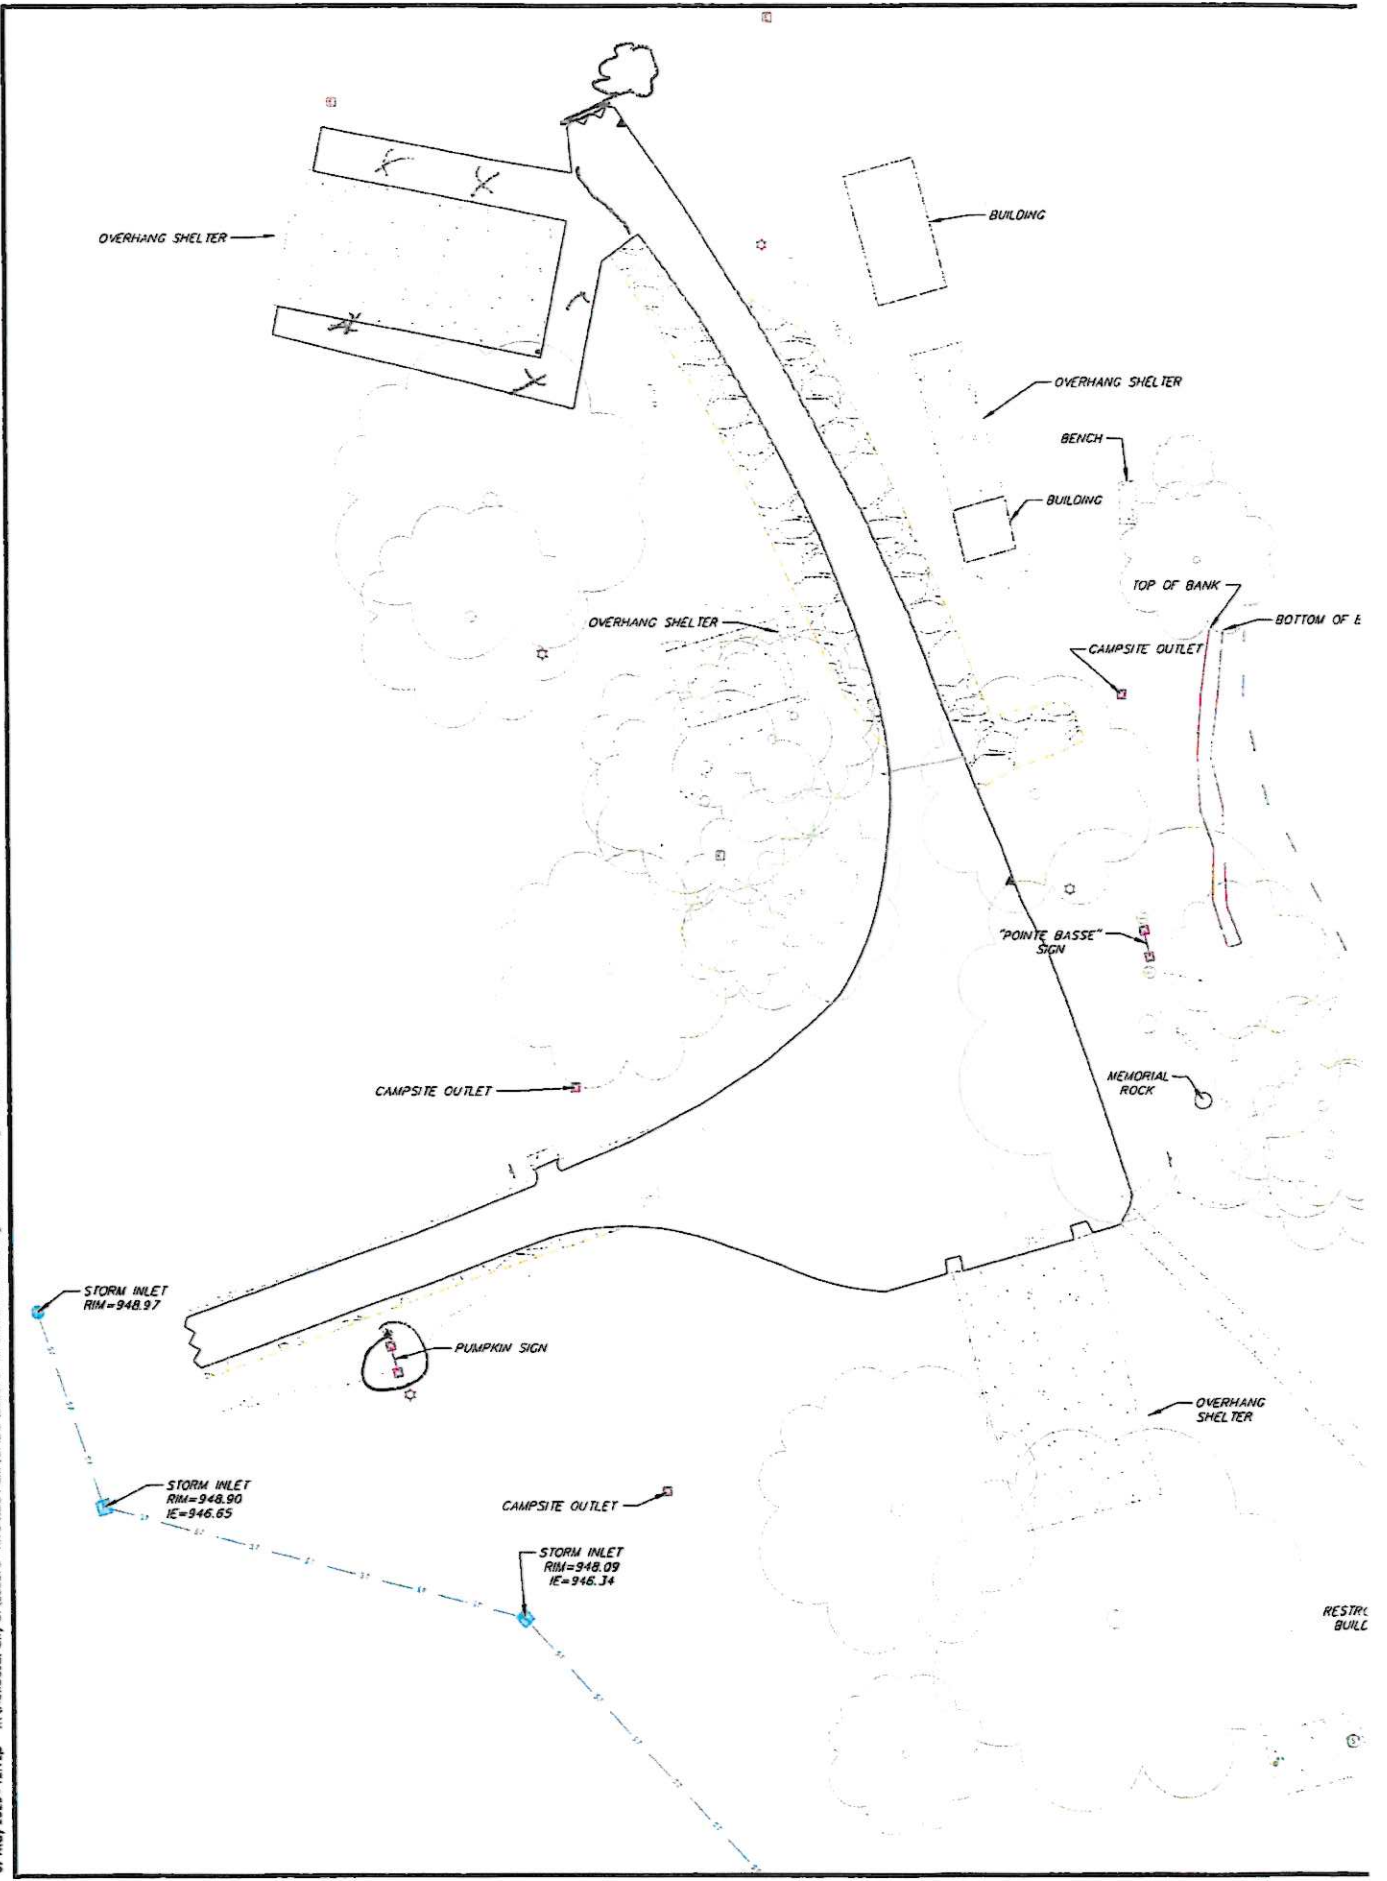 BUILDING
OVERHANG SHELTER
OVERHANG SHELTER
BENCH
BUILDING
TOP OF BANK
BOTTOM OF
OVERHANG SHELTER
CAMPSITE OUTLET
"POINTE BASSE"
SIGN
MEMORIAL
ROCK
CAMPSITE OUTLET
STORM INLET
RIM=948.97
PUMPKIN SIGN
OVERHANG
SHELTER
STORM INLET
RIM=948.90
IE=946.65
CAMPSITE OUTLET
STORM INLET
RIM=948.09
IE=946.34